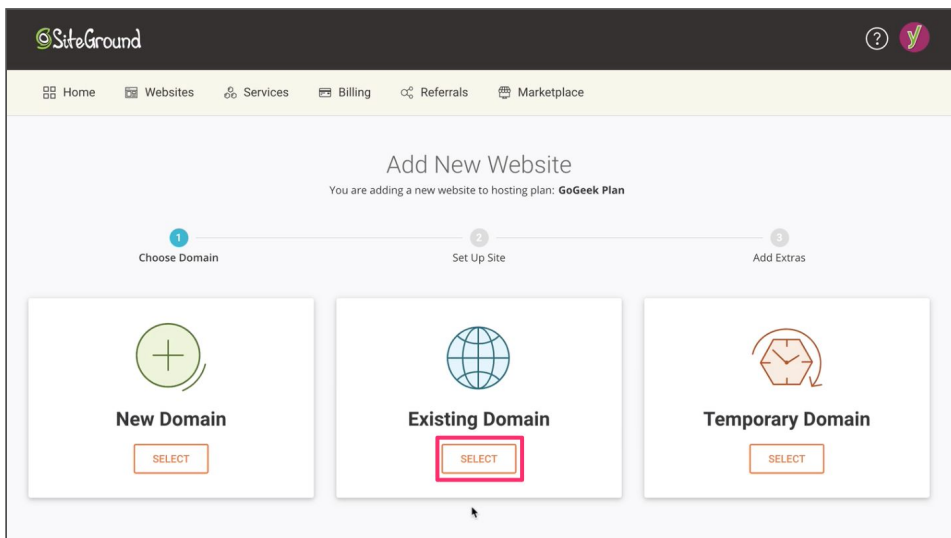 SiteGround
? y
Home Websites Services Billing Referrals Marketplace
Add New Website
You are adding a new website to hosting plan: GoGeek Plan
1 2 3
Choose Domain Set Up Site Add Extras
New Domain Existing Domain Temporary Domain
SELECT SELECT SELECT